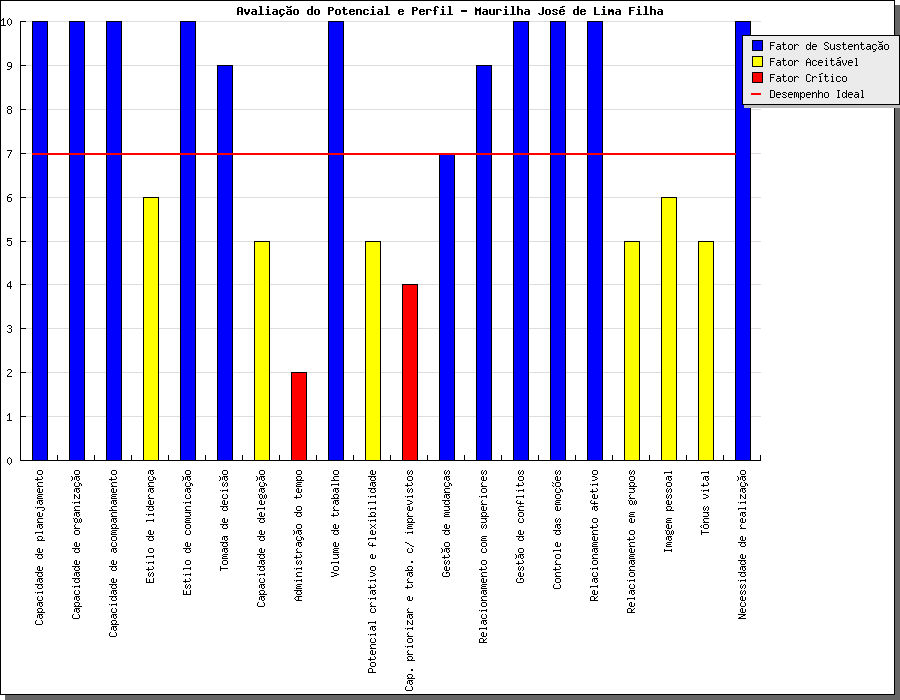 Avaliação do Potencial e Perfil - Maurilha José de Lima Filha
Fator de Sustentação
Fator Aceitável
Fator Crítico
Desempenho Ideal
10
9
8
7
6
5
4
3
2
1
0
Capacidade de planejamento
Capacidade de organização
Capacidade de acompanhamento
Estilo de liderança
Estilo de comunicação
Tomada de decisão
Capacidade de delegação
Administração do tempo
Volume de trabalho
Potencial criativo e flexibilidade
Cap. priorizar e trab. c/ imprevistos
Gestão de mudanças
Relacionamento com superiores
Gestão de conflitos
Controle das emoções
Relacionamento afetivo
Relacionamento em grupos
Imagem pessoal
Tônus vital
Necessidade de realização